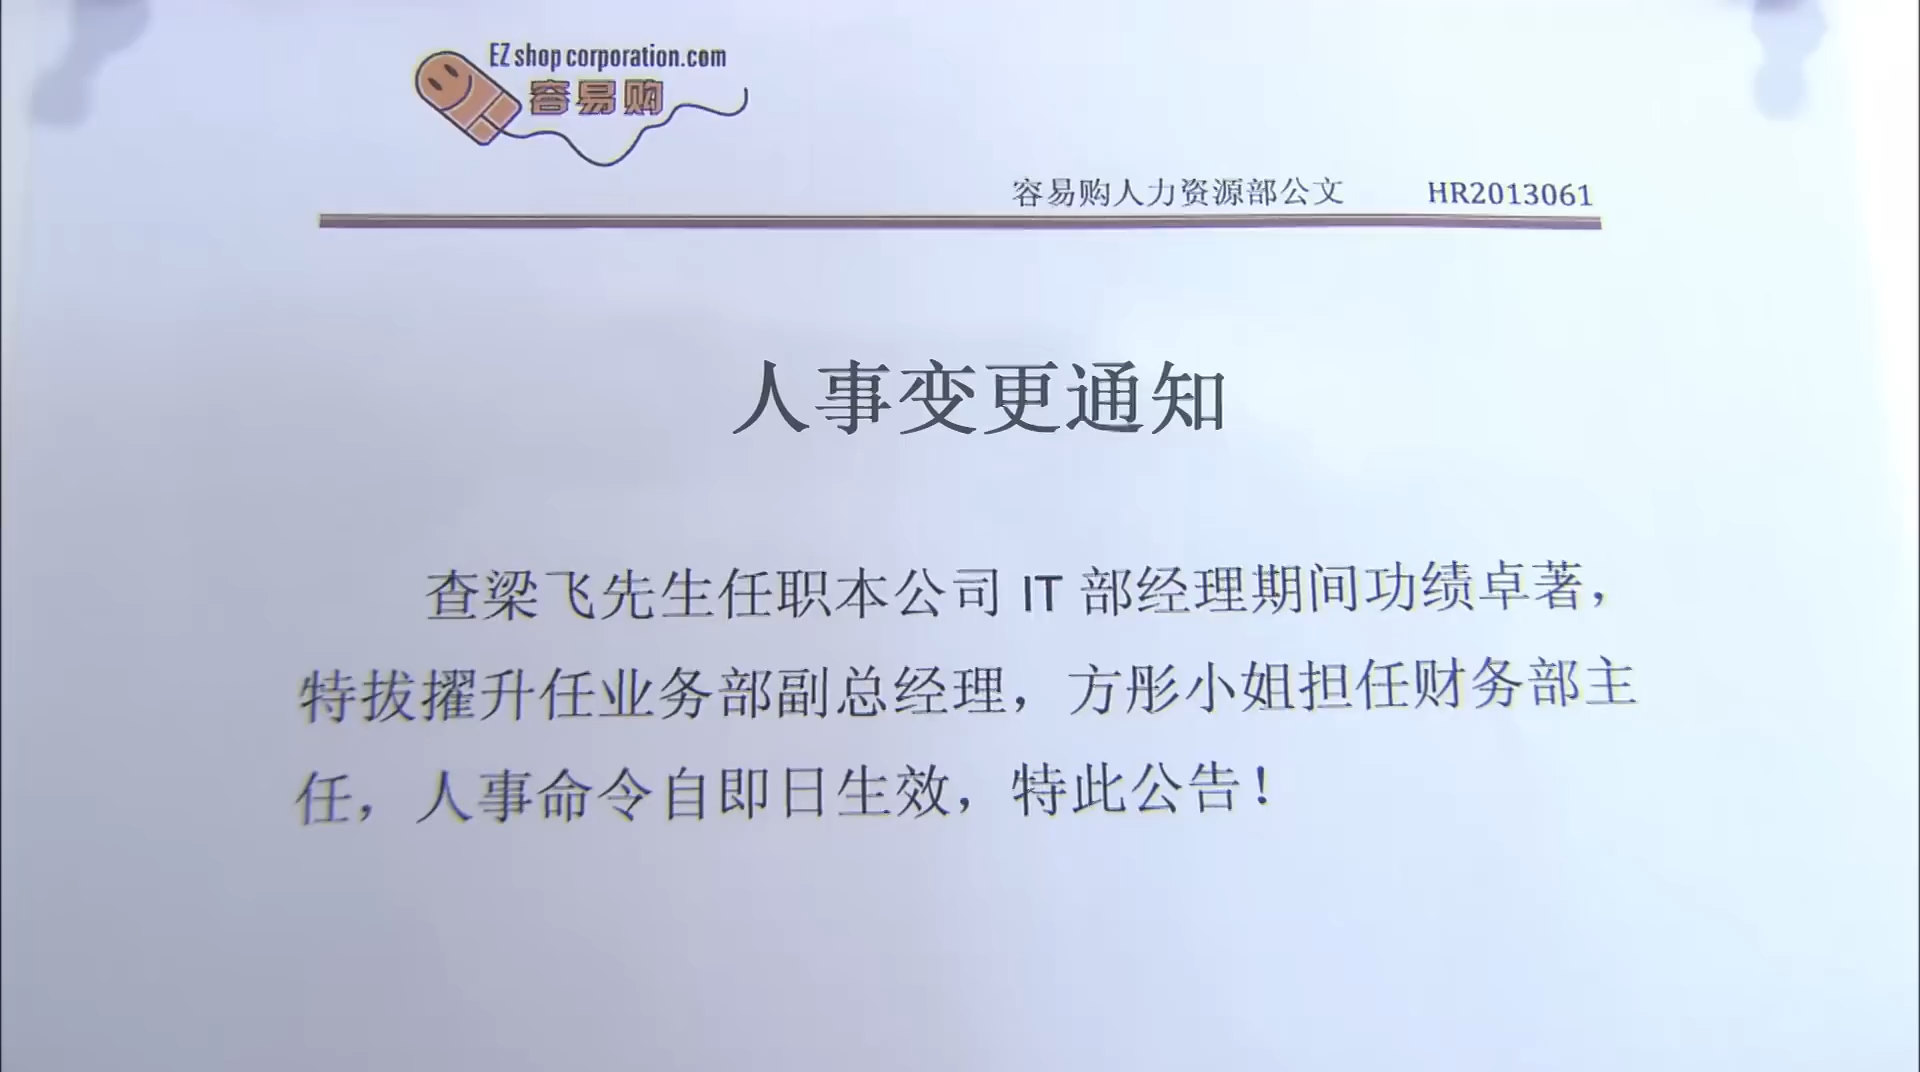 EZ shop corporation.com
容易购
容易购人力资源部公文 HR2013061
人事变更通知
查梁飞先生任职本公司 IT 部经理期间功绩卓著，
特拔擢升任业务部副总经理，方彤小姐担任财务部主
任，人事命令自即日生效，特此公告！